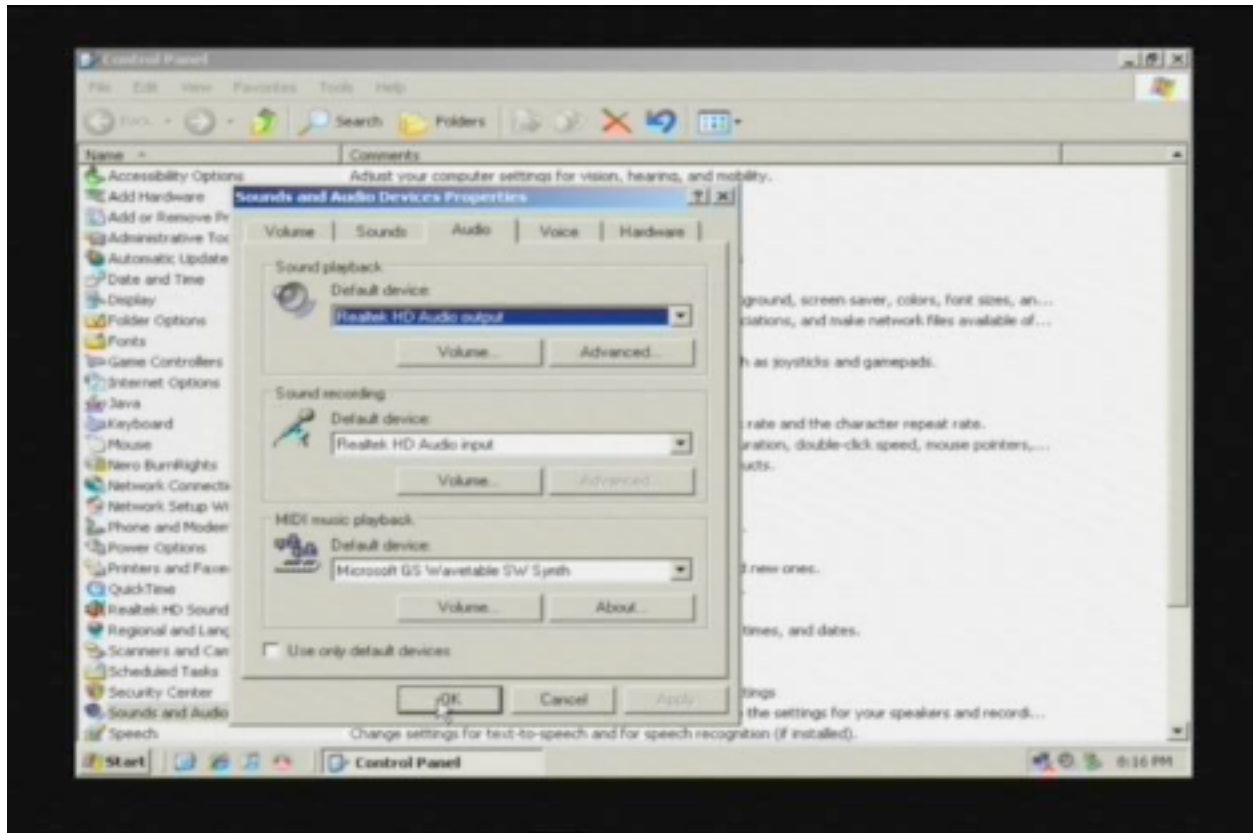 Control Panel
File Edit View Favorites Tools Help
Back Search Folders
Name Comments
Accessibility Options Adjust your computer settings for vision, hearing, and mobility.
Add Hardware
Sounds and Audio Devices Properties
Add or Remove Pr
Administrative Too
Volume Sounds Audio Voice Hardware
Automatic Update
Sound playback
Date and Time
Default device:
Display ground, screen saver, colors, font sizes, an...
Realtek HD Audio output
Folder Options ciations, and make network files available of...
Fonts
Volume... Advanced...
Game Controllers h as joysticks and gamepads.
Internet Options
Sound recording
Java
Default device:
Keyboard rate and the character repeat rate.
Realtek HD Audio input
Mouse uration, double-click speed, mouse pointers,...
Nero BurnRights ucts.
Volume... Advanced...
Network Connecti
Network Setup Wi
MIDI music playback
Phone and Modem
Default device:
Power Options
Microsoft GS Wavetable SW Synth
Printers and Faxe d new ones.
QuickTime
Volume... About...
Realtek HD Sound
Regional and Lang times, and dates.
Use only default devices
Scanners and Cam
Scheduled Tasks
Security Center tings
OK Cancel Apply
Sounds and Audio the settings for your speakers and recordi...
Speech Change settings for text-to-speech and for speech recognition (if installed).
Start Control Panel 8:16 PM